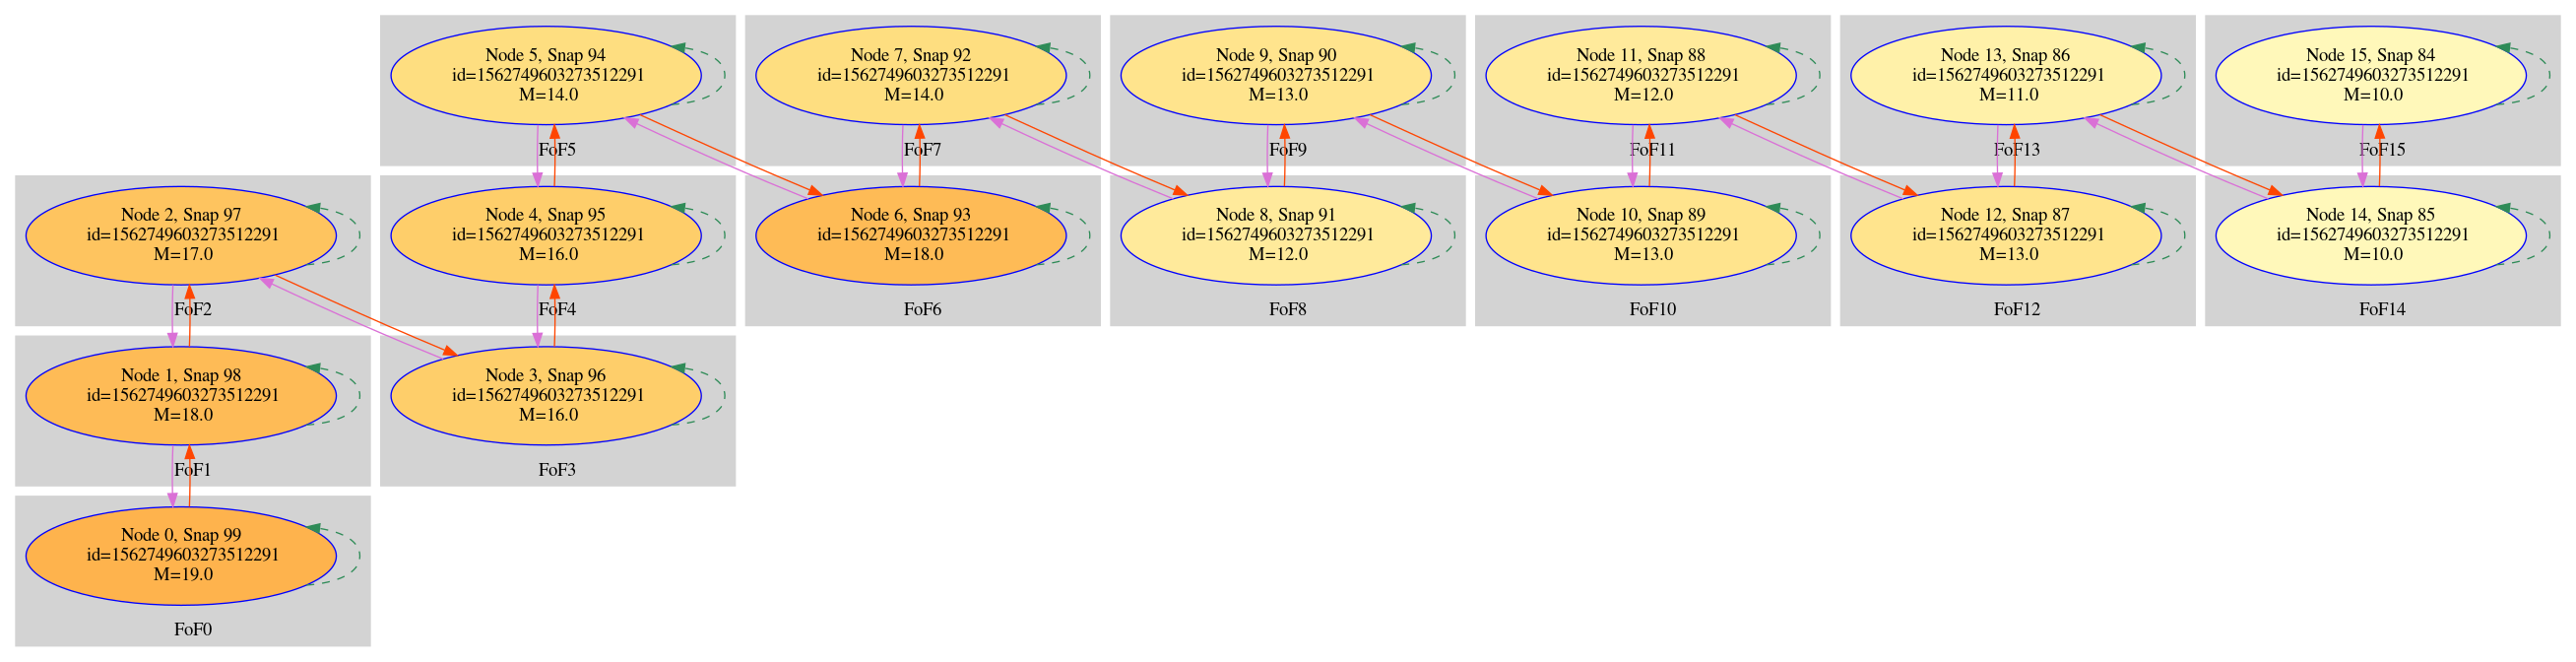 Node 5, Snap 94
id=1562749603273512291
M=14.0
FoF5
Node 7, Snap 92
id=1562749603273512291
M=14.0
FoF7
Node 9, Snap 90
id=1562749603273512291
M=13.0
FoF9
Node 11, Snap 88
id=1562749603273512291
M=12.0
FoF11
Node 13, Snap 86
id=1562749603273512291
M=11.0
FoF13
Node 15, Snap 84
id=1562749603273512291
M=10.0
FoF15
Node 2, Snap 97
id=1562749603273512291
M=17.0
FoF2
Node 4, Snap 95
id=1562749603273512291
M=16.0
FoF4
Node 6, Snap 93
id=1562749603273512291
M=18.0
FoF6
Node 8, Snap 91
id=1562749603273512291
M=12.0
FoF8
Node 10, Snap 89
id=1562749603273512291
M=13.0
FoF10
Node 12, Snap 87
id=1562749603273512291
M=13.0
FoF12
Node 14, Snap 85
id=1562749603273512291
M=10.0
FoF14
Node 1, Snap 98
id=1562749603273512291
M=18.0
FoF1
Node 3, Snap 96
id=1562749603273512291
M=16.0
FoF3
Node 0, Snap 99
id=1562749603273512291
M=19.0
FoF0